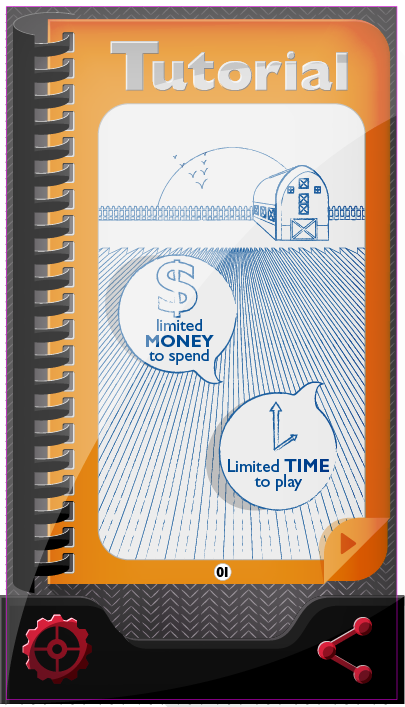 Tutorial
$
limited
MONEY
to spend
Limited TIME
to play
01